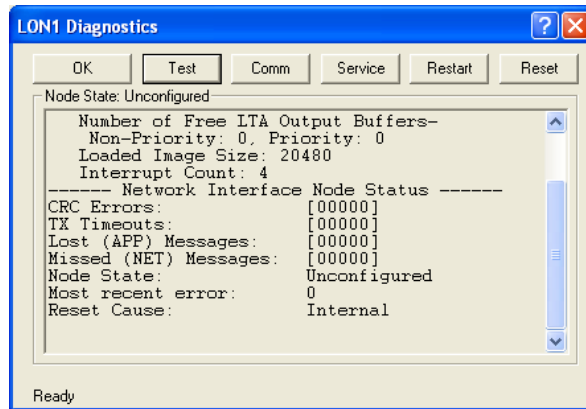 LON1 Diagnostics
OK Test Comm Service Restart Reset
Node State: Unconfigured
Number of Free LTA Output Buffers-
Non-Priority: 0, Priority: 0
Loaded Image Size: 20480
Interrupt Count: 4
------ Network Interface Node Status ------
CRC Errors: [00000]
TX Timeouts: [00000]
Lost (APP) Messages: [00000]
Missed (NET) Messages: [00000]
Node State: Unconfigured
Most recent error: 0
Reset Cause: Internal
Ready